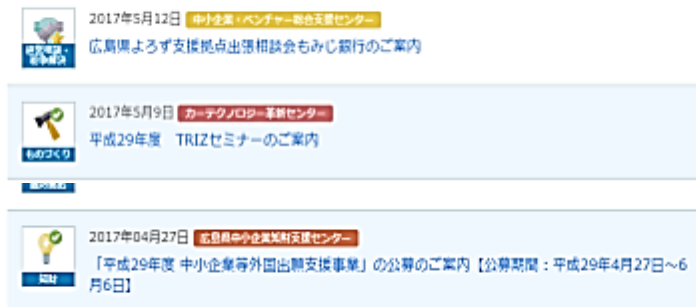 2017年5月12日 中小企業・ベンチャー総合支援センター
広島県よろず支援拠点出張相談会もみじ銀行のご案内
2017年5月9日 カーテクノロジー革新センター
平成29年度 TRIZセミナーのご案内
ものづくり
2017年04月27日 広島県中小企業知財支援センター
「平成29年度 中小企業等外国出願支援事業」の公募のご案内【公募期間:平成29年4月27日～6
月6日】
知財